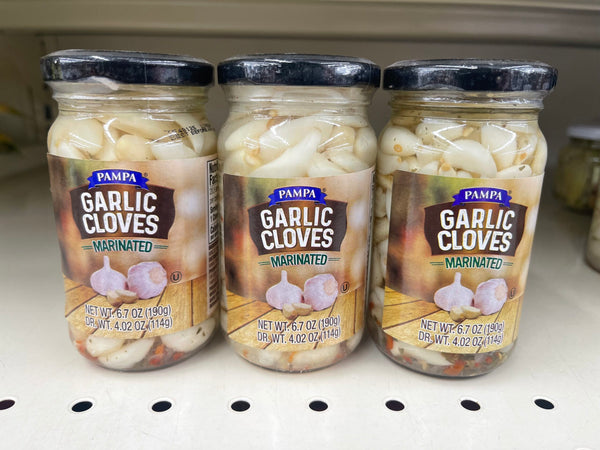 PAMPA
GARLIC
CLOVES
MARINATED
U
NET WT. 6.7 OZ (190g)
DR. WT. 4.02 OZ (114g)
PAMPA
GARLIC
CLOVES
MARINATED
U
NET WT. 6.7 OZ (190g)
DR. WT. 4.02 OZ (114g)
PAMPA
GARLIC
CLOVES
MARINATED
U
NET WT. 6.7 OZ (190g)
DR. WT. 4.02 OZ (114g)